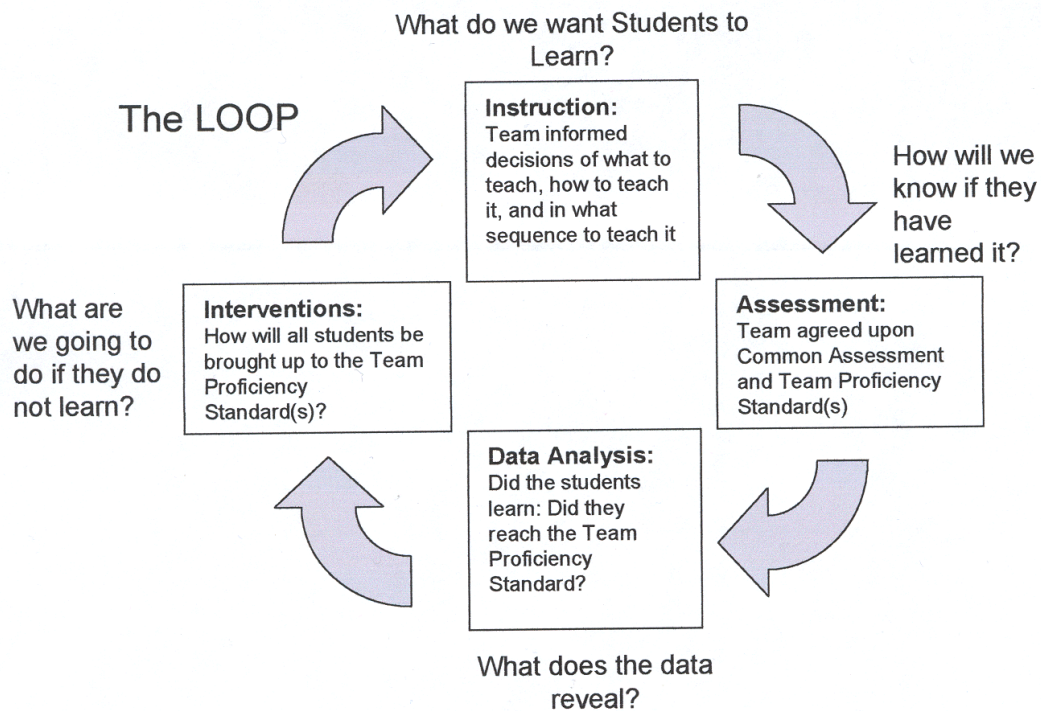 What do we want Students to
Learn?
The LOOP
Instruction:
Team informed
decisions of what to
teach, how to teach
it, and in what
sequence to teach it
How will we
know if they
have
learned it?
Assessment:
Team agreed upon
Common Assessment
and Team Proficiency
Standard(s)
Data Analysis:
Did the students
learn: Did they
reach the Team
Proficiency
Standard?
What does the data
reveal?
Interventions:
How will all students be
brought up to the Team
Proficiency
Standard(s)?
What are
we going to
do if they do
not learn?